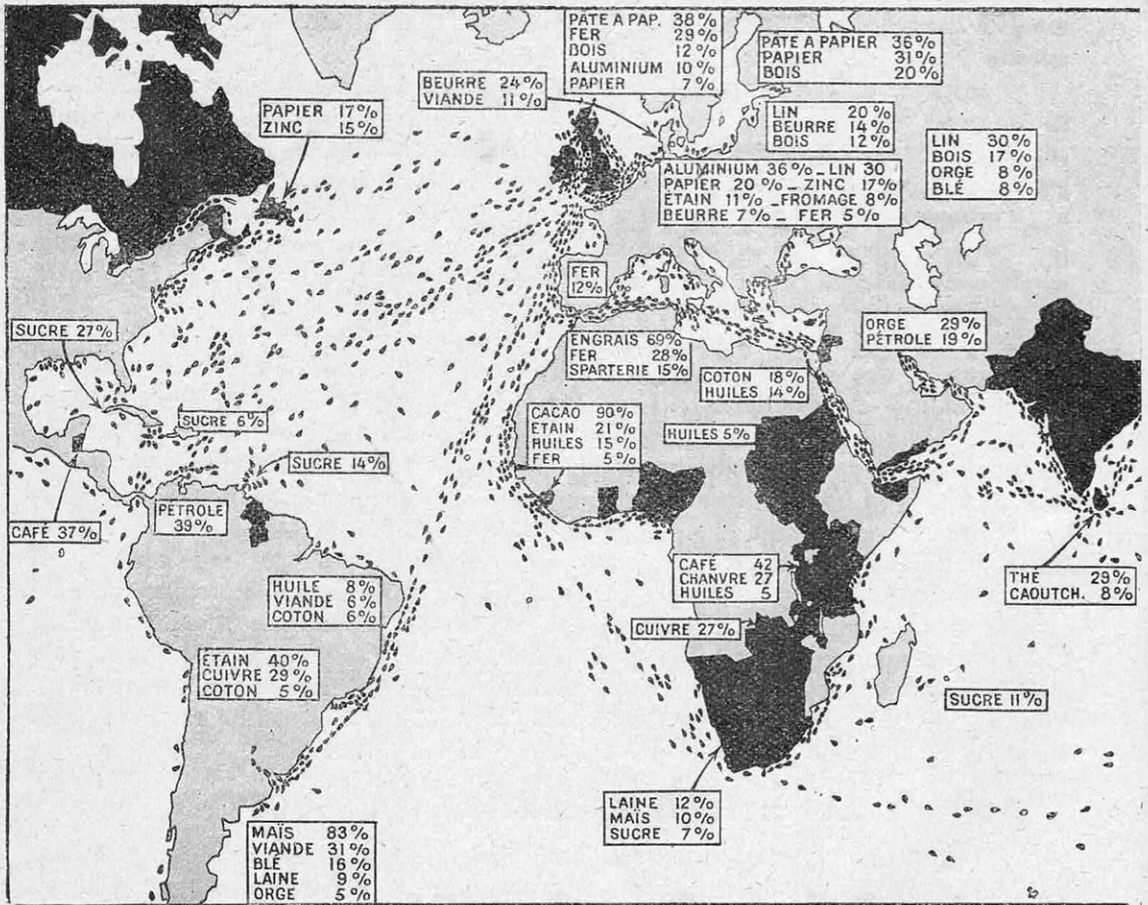 PÂTE A PAP. 38%
FER 29%
BOIS 12%
ALUMINIUM 10%
PAPIER 7%
PÂTE A PAPIER 36%
PAPIER 31%
BOIS 20%
BEURRE 24%
VIANDE 11%
PAPIER 17%
ZINC 15%
LIN 20%
BEURRE 14%
BOIS 12%
LIN 30%
BOIS 17%
ORGE 8%
BLÉ 8%
ALUMINIUM 36% _ LIN 30
PAPIER 20% _ ZINC 17%
ÉTAIN 11% _ FROMAGE 8%
BEURRE 7% _ FER 5%
FER
12%
SUCRE 27%
ENGRAIS 69%
FER 28%
SPARTERIE 15%
ORGE 29%
PÉTROLE 19%
COTON 18%
HUILES 14%
SUCRE 6%
CACAO 90%
ÉTAIN 21%
HUILES 15%
FER 5%
HUILES 5%
SUCRE 14%
PÉTROLE
39%
CAFÉ 37%
CAFÉ 42
CHANVRE 27
HUILES 5
THÉ 29%
CAOUTCH. 8%
HUILE 8%
VIANDE 6%
COTON 6%
CUIVRE 27%
ÉTAIN 40%
CUIVRE 29%
COTON 5%
SUCRE 11%
LAINE 12%
MAÏS 10%
SUCRE 7%
MAÏS 83%
VIANDE 31%
BLÉ 16%
LAINE 9%
ORGE 5%